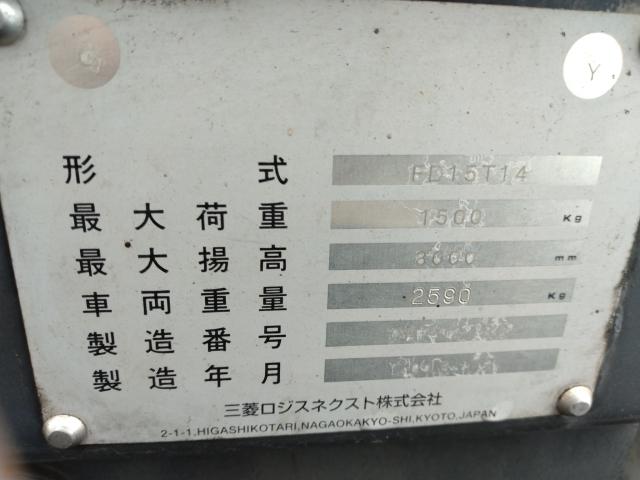 Y
形式 FD15T14
最大荷重 1500 Kg
最大揚高 mm
車両重量 2590 Kg
製造番号
製造年月
三菱ロジスネクスト株式会社
2-1-1,HIGASHIKOTARI,NAGAOKAKYO-SHI,KYOTO,JAPAN